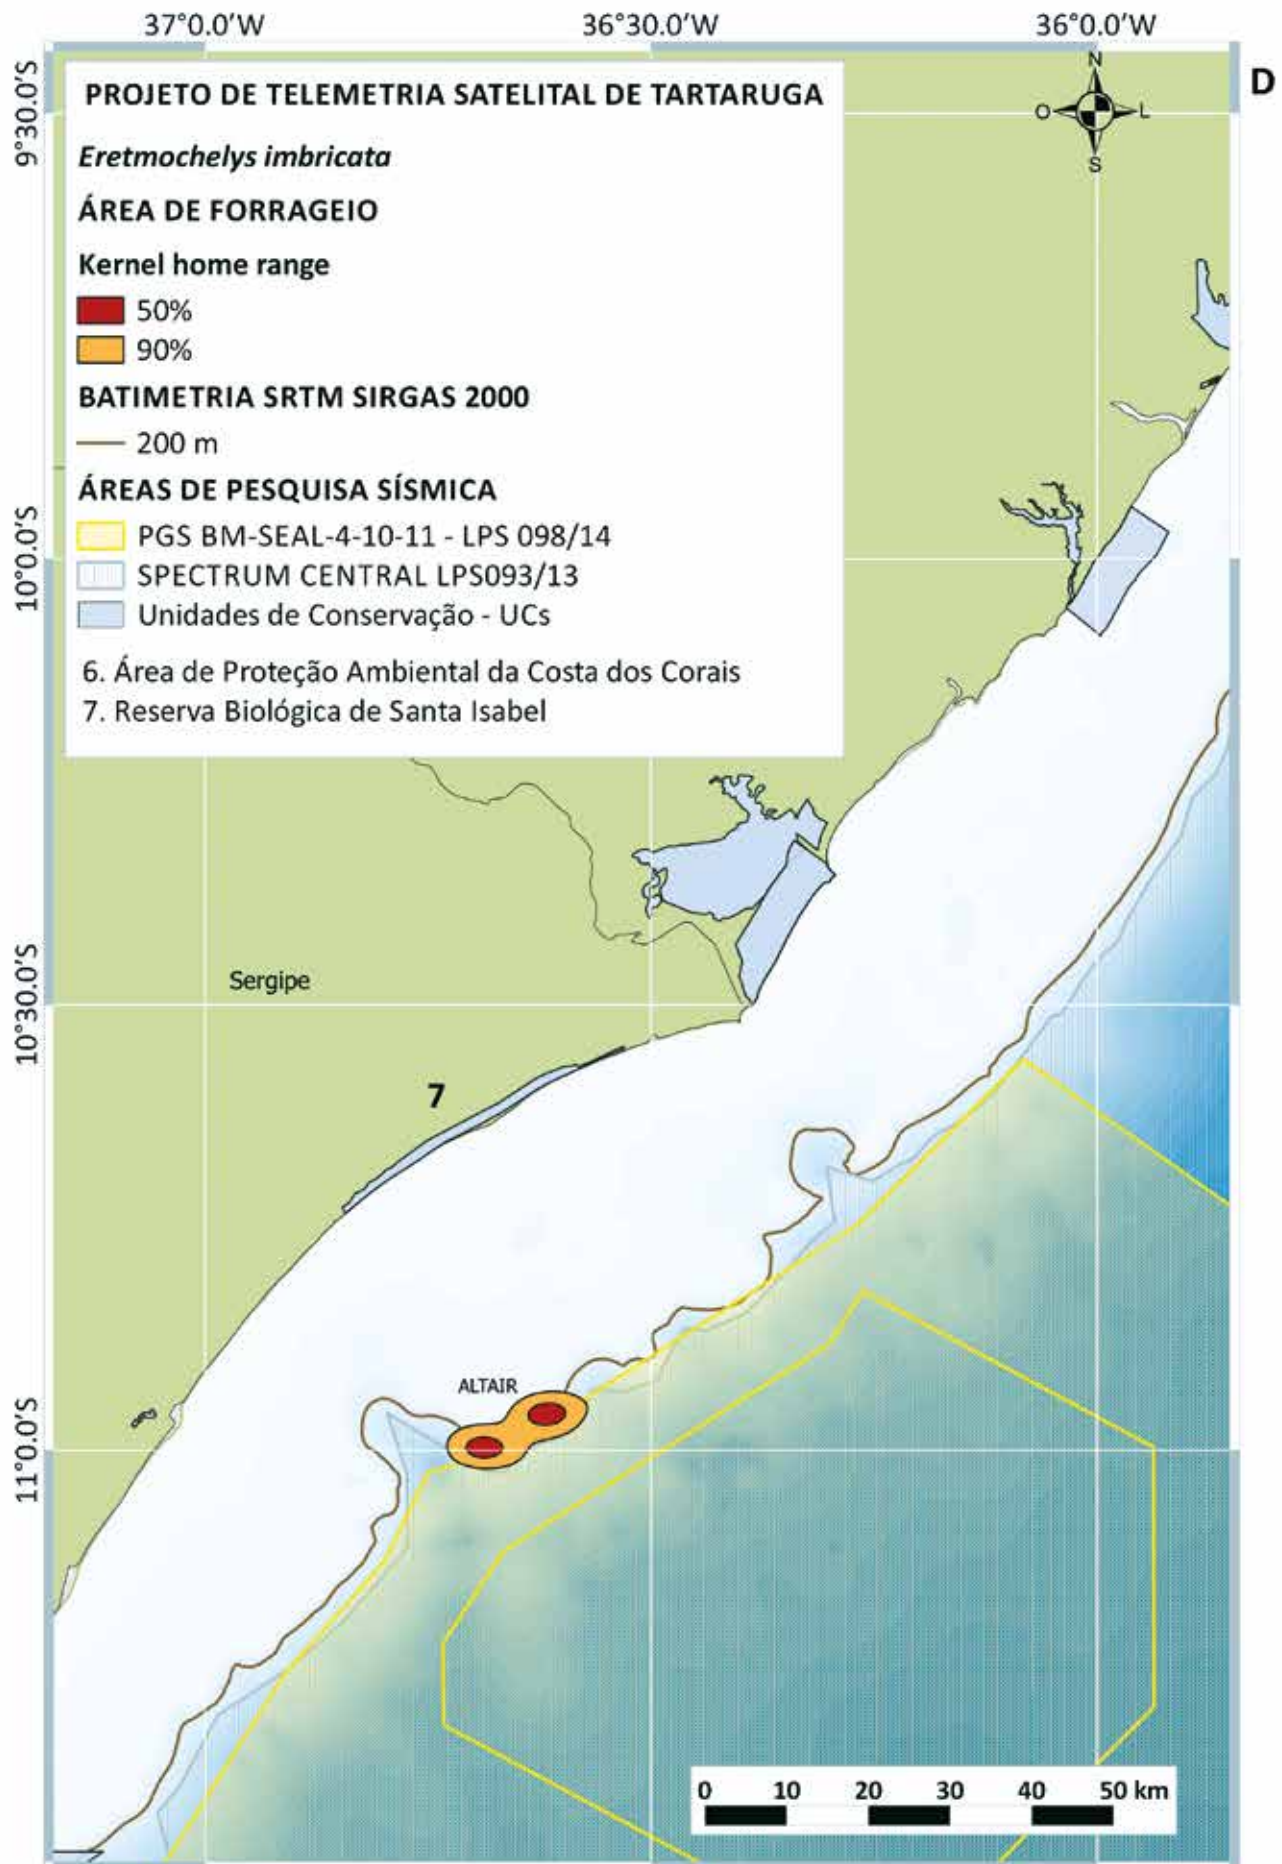 37°0.0'W 36°30.0'W 36°0.0'W
D
9°30.0'S
10°0.0'S
10°30.0'S
11°0.0'S
N
O L
S
PROJETO DE TELEMETRIA SATELITAL DE TARTARUGA
Eretmochelys imbricata
ÁREA DE FORRAGEIO
Kernel home range
50%
90%
BATIMETRIA SRTM SIRGAS 2000
200 m
ÁREAS DE PESQUISA SÍSMICA
PGS BM-SEAL-4-10-11 - LPS 098/14
SPECTRUM CENTRAL LPS093/13
Unidades de Conservação - UCs
6. Área de Proteção Ambiental da Costa dos Corais
7. Reserva Biológica de Santa Isabel
Sergipe
7
ALTAIR
0 10 20 30 40 50 km